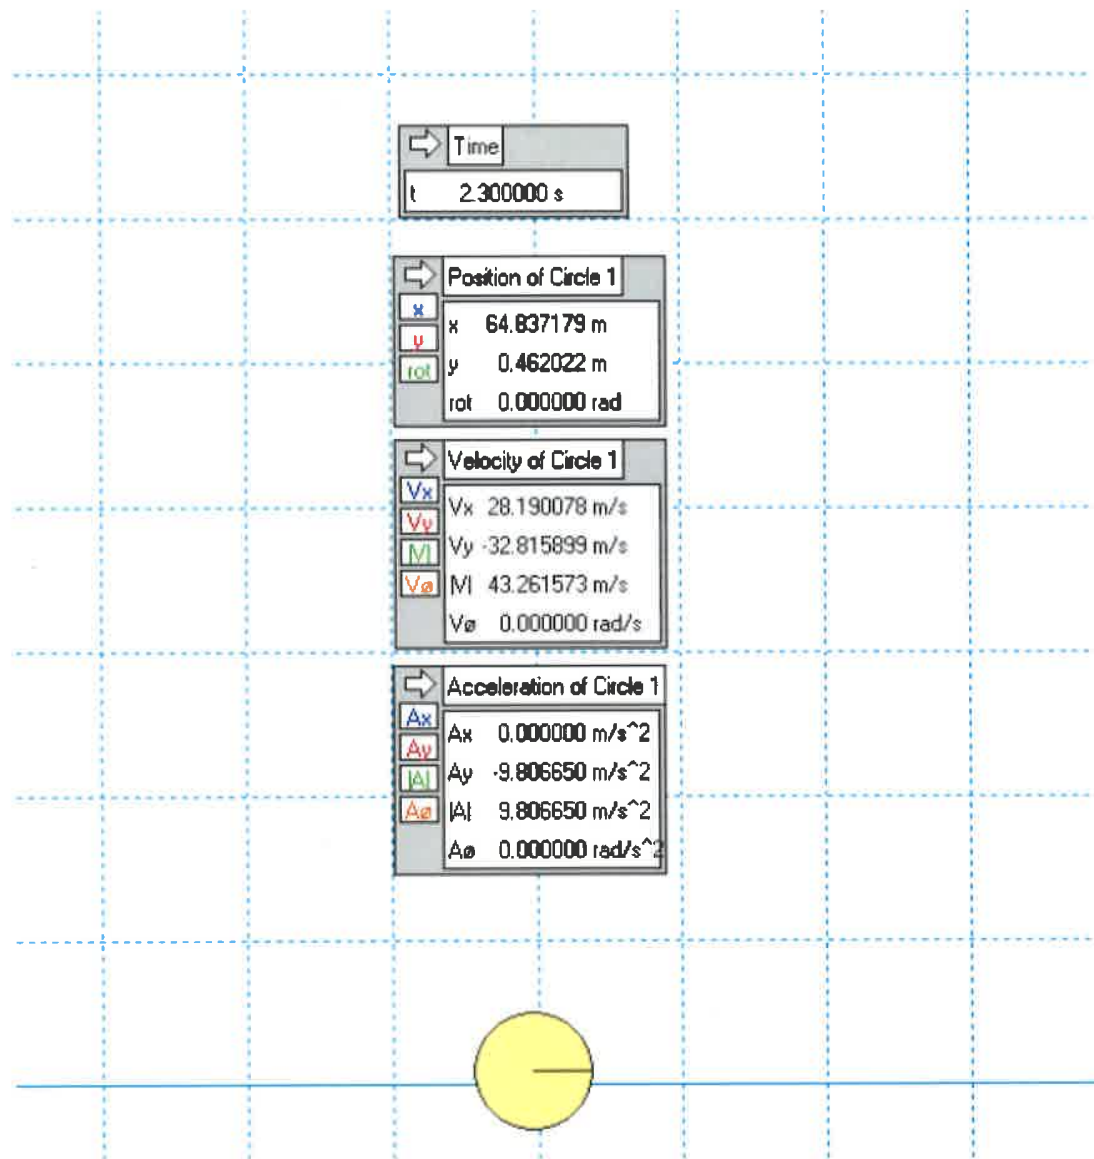 Time
t 2.300000 s
Position of Circle 1
x
y
rot
x 64.837179 m
y 0.462022 m
rot 0.000000 rad
Velocity of Circle 1
Vx
Vy
|V|
Vø
Vx 28.190078 m/s
Vy -32.815899 m/s
|V| 43.261573 m/s
Vø 0.000000 rad/s
Acceleration of Circle 1
Ax
Ay
|A|
Aø
Ax 0.000000 m/s^2
Ay -9.806650 m/s^2
|A| 9.806650 m/s^2
Aø 0.000000 rad/s^2